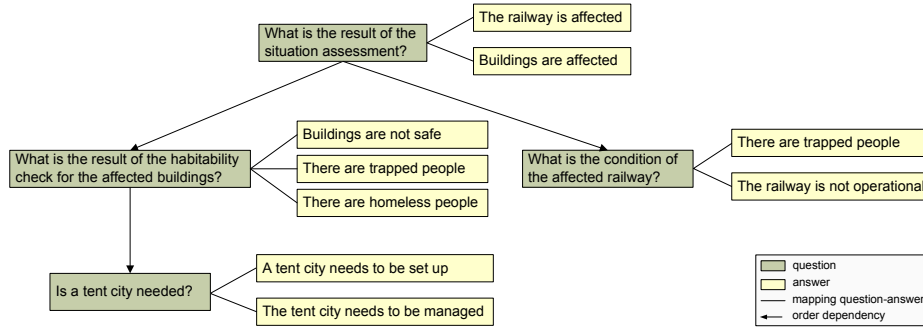 The railway is affected
What is the result of the
situation assessment?
Buildings are affected
Buildings are not safe
What is the result of the habitability
check for the affected buildings?
There are trapped people
There are homeless people
There are trapped people
What is the condition of
the affected railway?
The railway is not operational
A tent city needs to be set up
Is a tent city needed?
The tent city needs to be managed
question
answer
mapping question-answer
order dependency